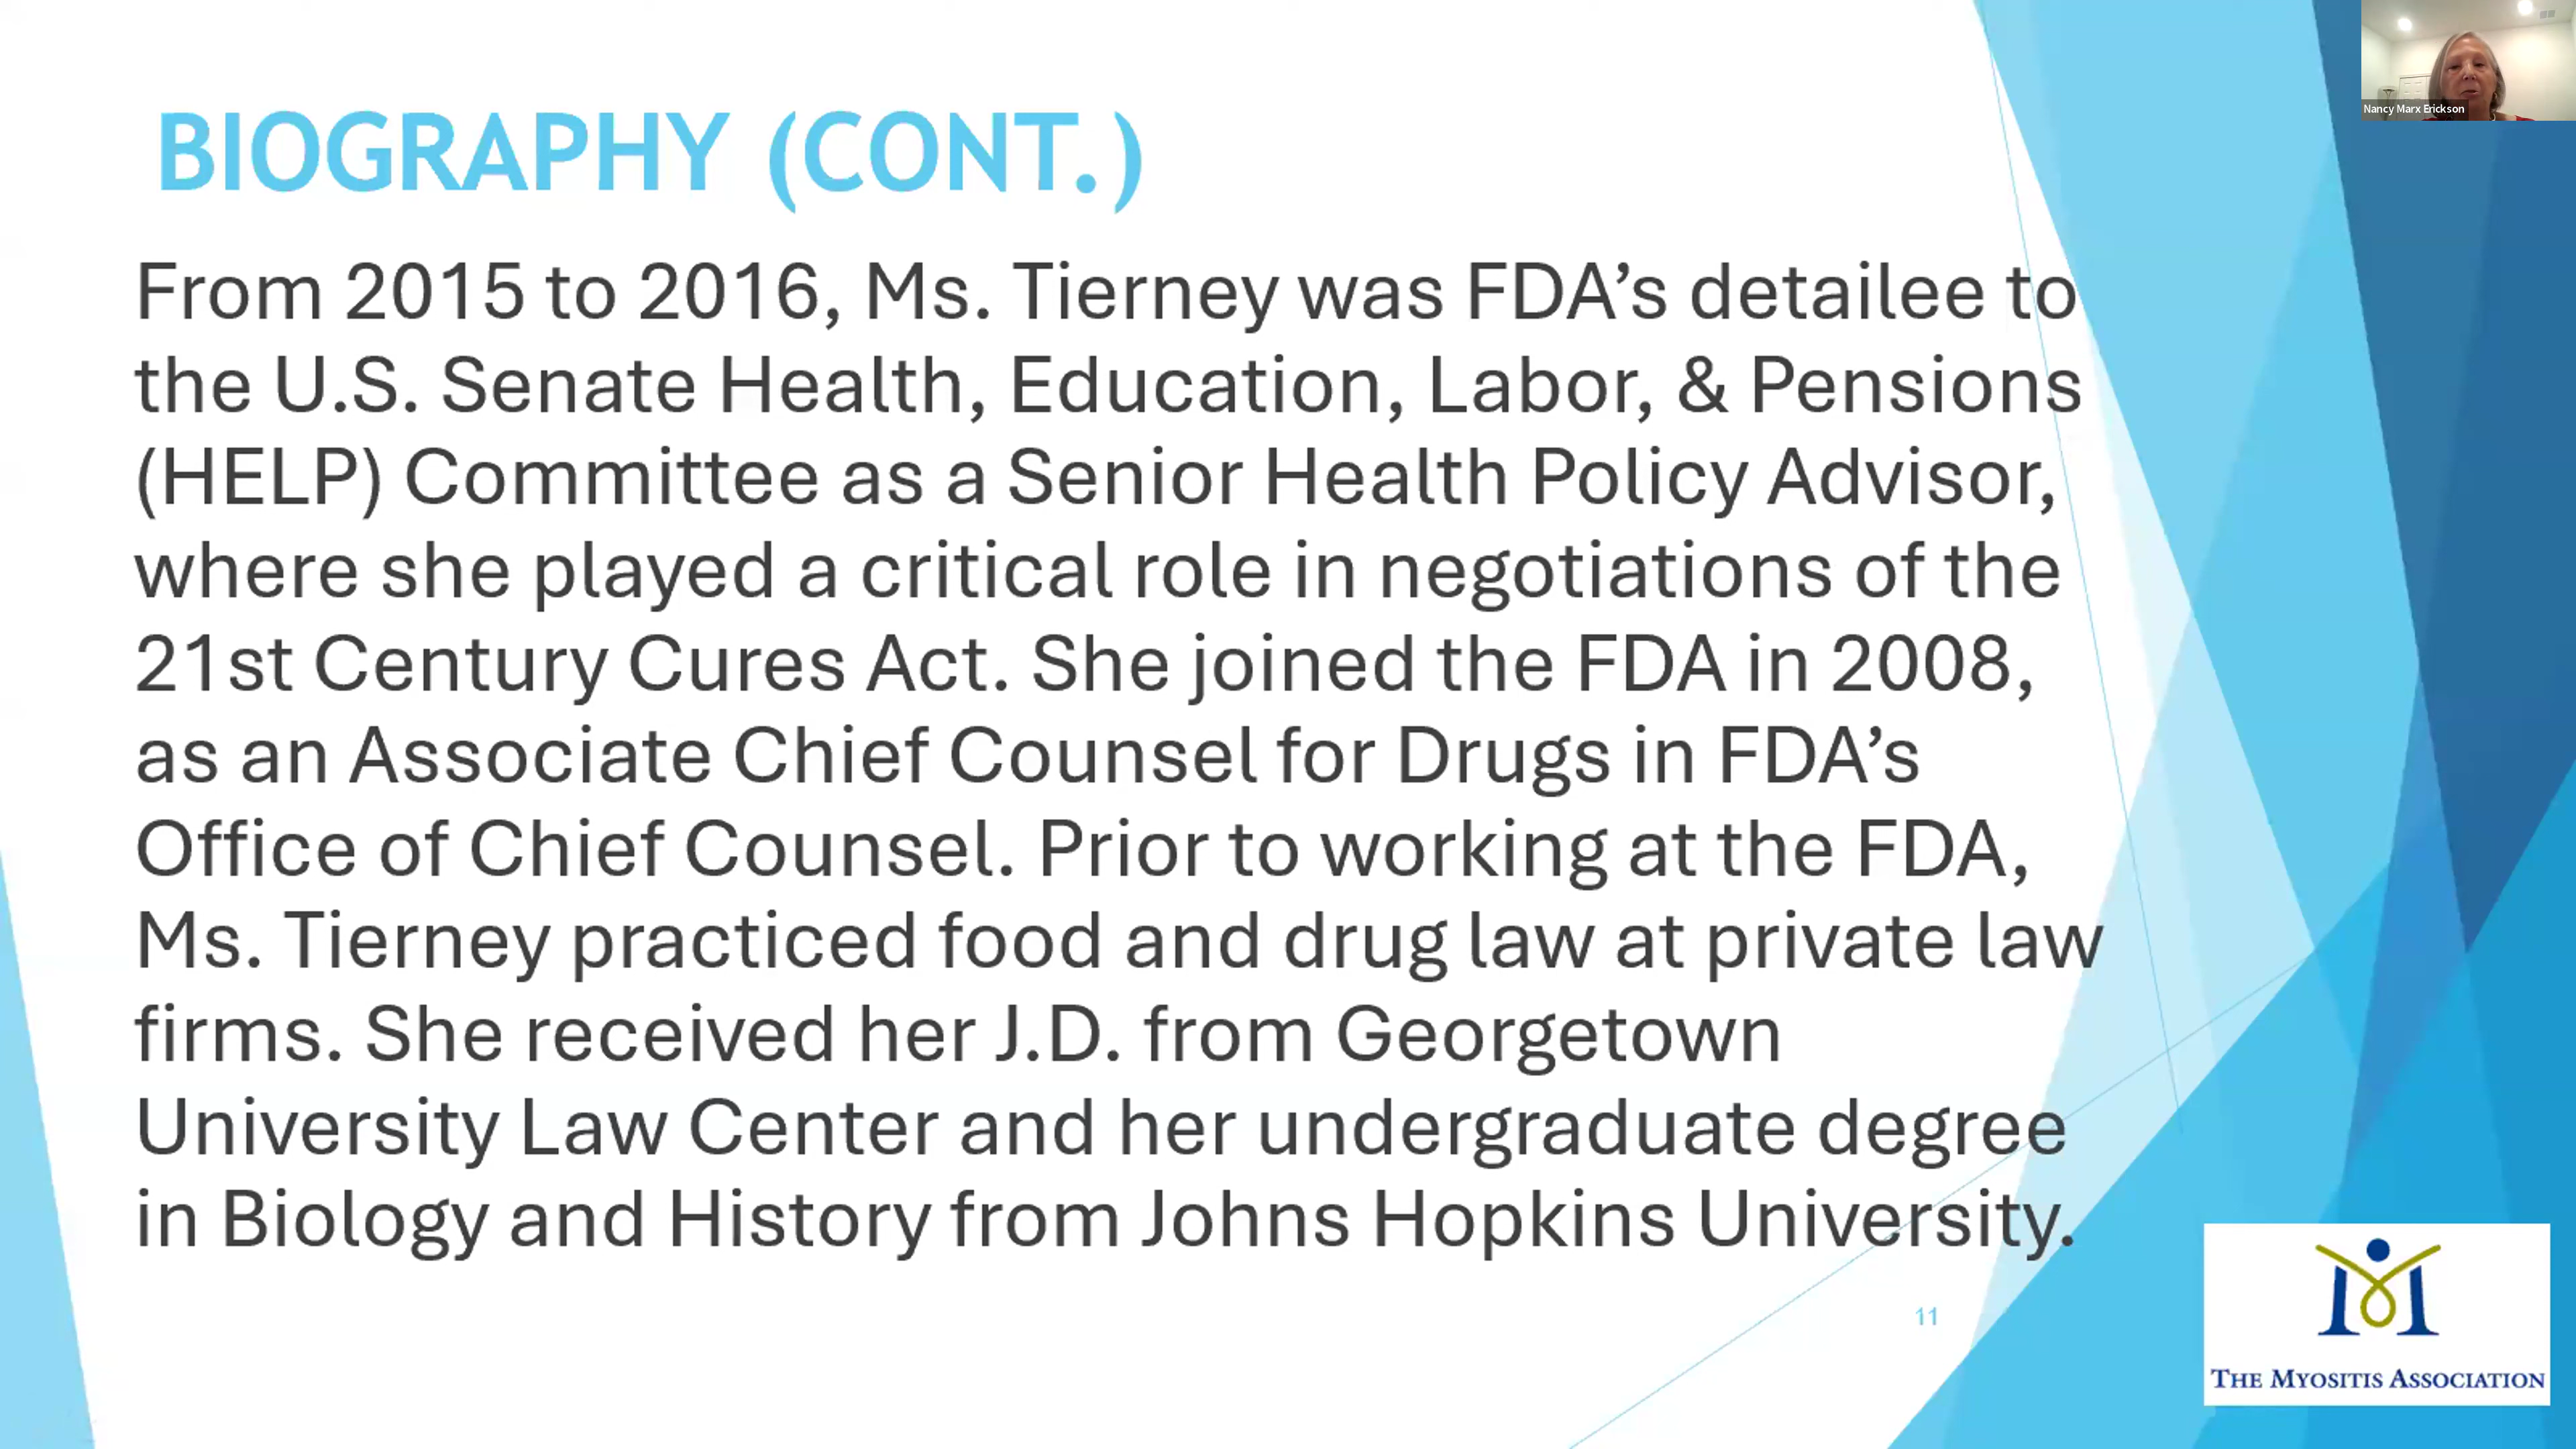 Nancy Marx Erickson
BIOGRAPHY (CONT.)
From 2015 to 2016, Ms. Tierney was FDA’s detailee to
the U.S. Senate Health, Education, Labor, & Pensions
(HELP) Committee as a Senior Health Policy Advisor,
where she played a critical role in negotiations of the
21st Century Cures Act. She joined the FDA in 2008,
as an Associate Chief Counsel for Drugs in FDA’s
Office of Chief Counsel. Prior to working at the FDA,
Ms. Tierney practiced food and drug law at private law
firms. She received her J.D. from Georgetown
University Law Center and her undergraduate degree
in Biology and History from Johns Hopkins University.
11
THE MYOSITIS ASSOCIATION